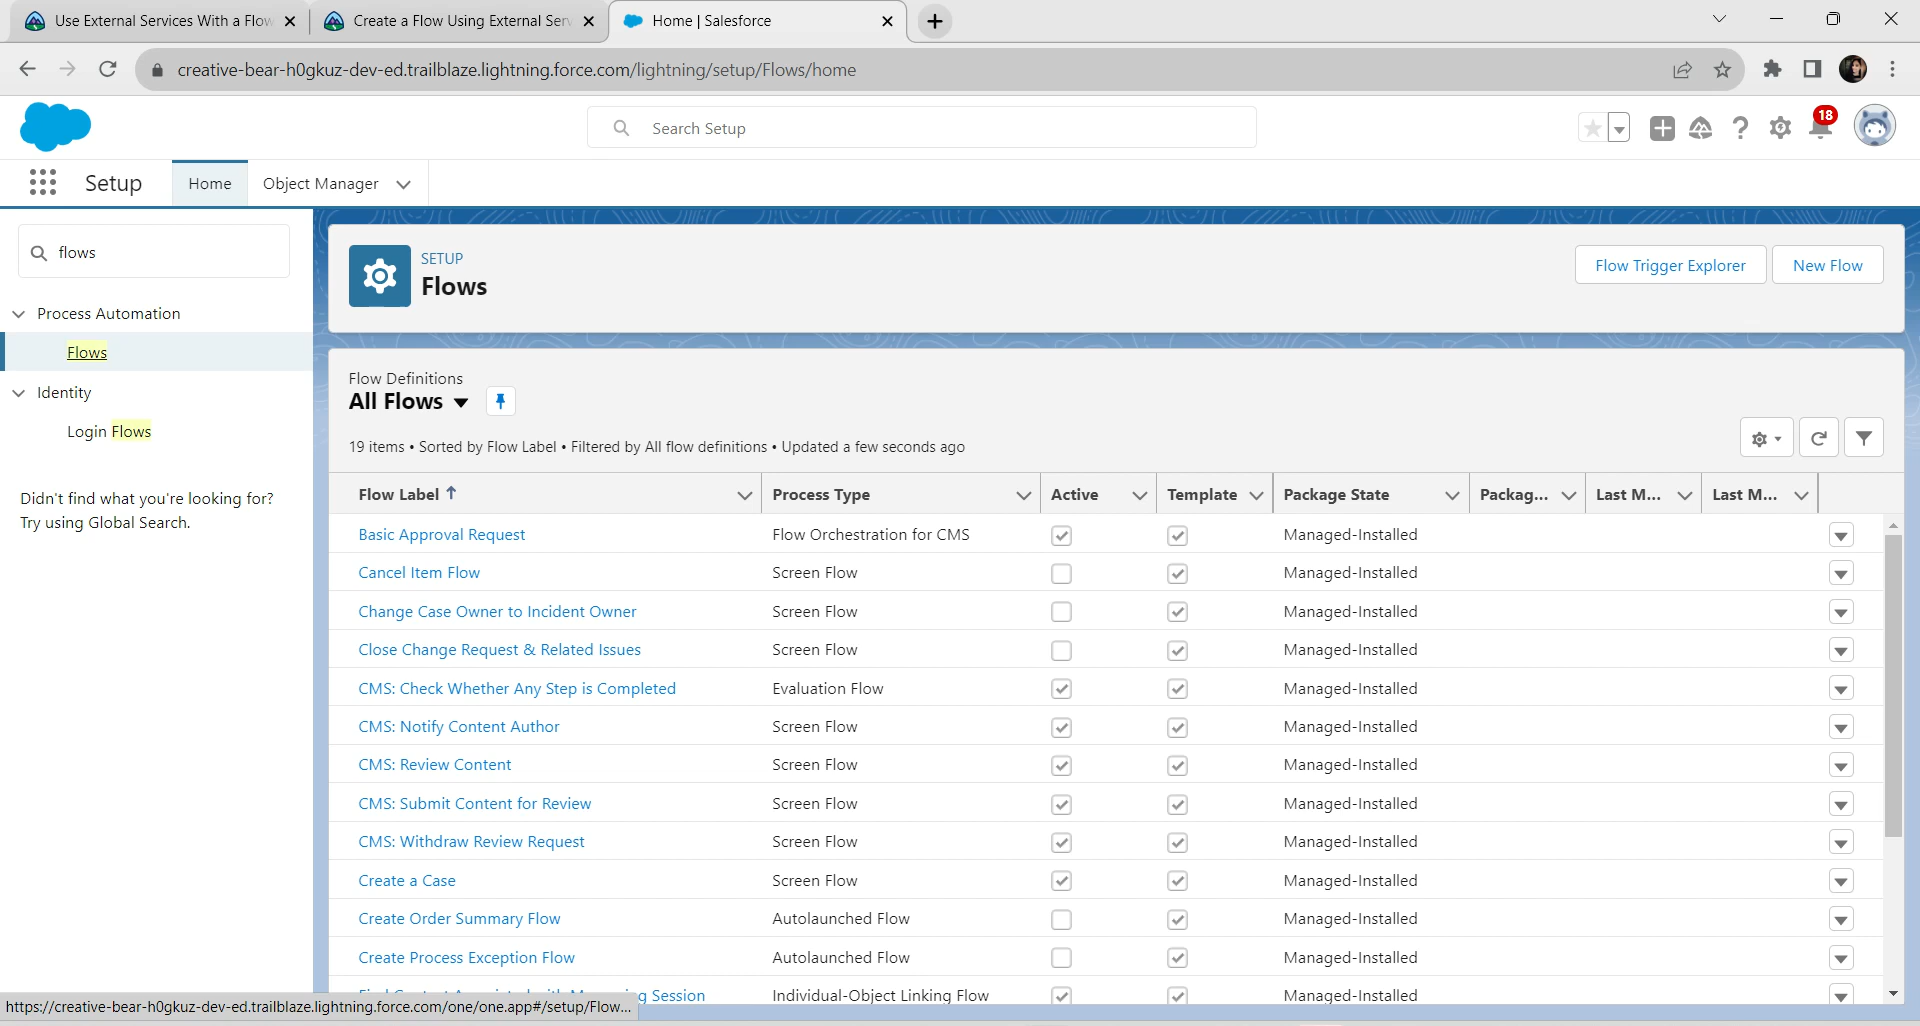 Use External Services With a Flow
Create a Flow Using External Serv
Home | Salesforce
creative-bear-h0gkuz-dev-ed.trailblaze.lightning.force.com/lightning/setup/Flows/home
Search Setup
18
Setup
Home
Object Manager
flows
Process Automation
Flows
Identity
Login Flows
Didn't find what you're looking for?
Try using Global Search.
SETUP
Flows
Flow Trigger Explorer
New Flow
Flow Definitions
All Flows
19 items • Sorted by Flow Label • Filtered by All flow definitions • Updated a few seconds ago
Flow Label Process Type Active Template Package State Packag... Last M... Last M...
Basic Approval Request Flow Orchestration for CMS Managed-Installed
Cancel Item Flow Screen Flow Managed-Installed
Change Case Owner to Incident Owner Screen Flow Managed-Installed
Close Change Request & Related Issues Screen Flow Managed-Installed
CMS: Check Whether Any Step is Completed Evaluation Flow Managed-Installed
CMS: Notify Content Author Screen Flow Managed-Installed
CMS: Review Content Screen Flow Managed-Installed
CMS: Submit Content for Review Screen Flow Managed-Installed
CMS: Withdraw Review Request Screen Flow Managed-Installed
Create a Case Screen Flow Managed-Installed
Create Order Summary Flow Autolaunched Flow Managed-Installed
Create Process Exception Flow Autolaunched Flow Managed-Installed
Session Individual-Object Linking Flow Managed-Installed
https://creative-bear-h0gkuz-dev-ed.trailblaze.lightning.force.com/one/one.app#/setup/Flow...